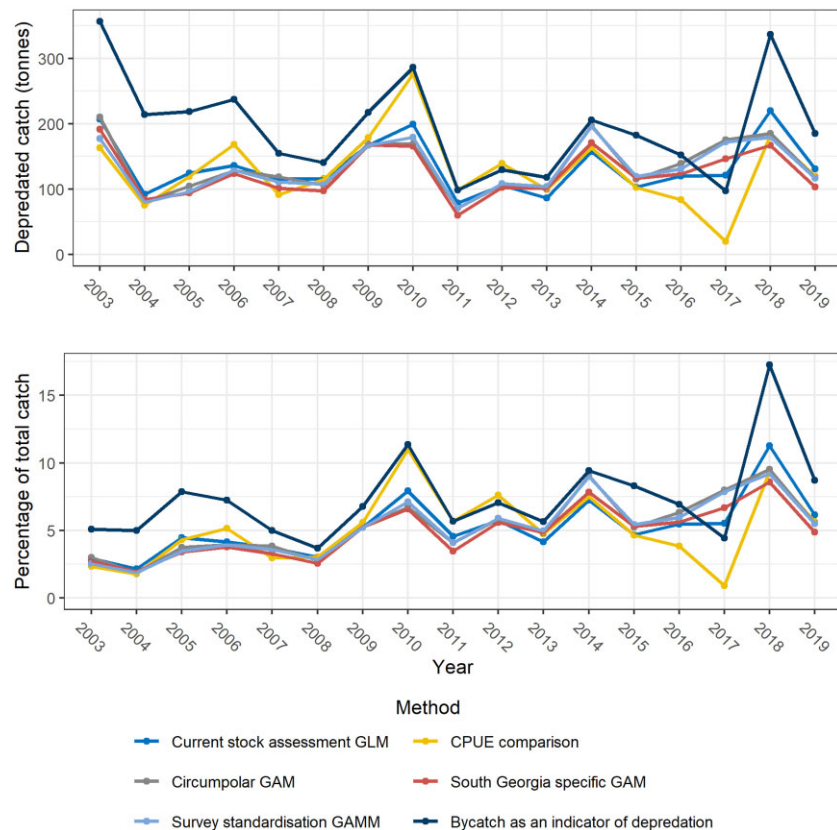 Depredated catch (tonnes)
300
200
100
0
2003 2004 2005 2006 2007 2008 2009 2010 2011 2012 2013 2014 2015 2016 2017 2018 2019
Percentage of total catch
15
10
5
0
2003 2004 2005 2006 2007 2008 2009 2010 2011 2012 2013 2014 2015 2016 2017 2018 2019
Year
Method
Current stock assessment GLM CPUE comparison
Circumpolar GAM South Georgia specific GAM
Survey standardisation GAMM Bycatch as an indicator of depredation